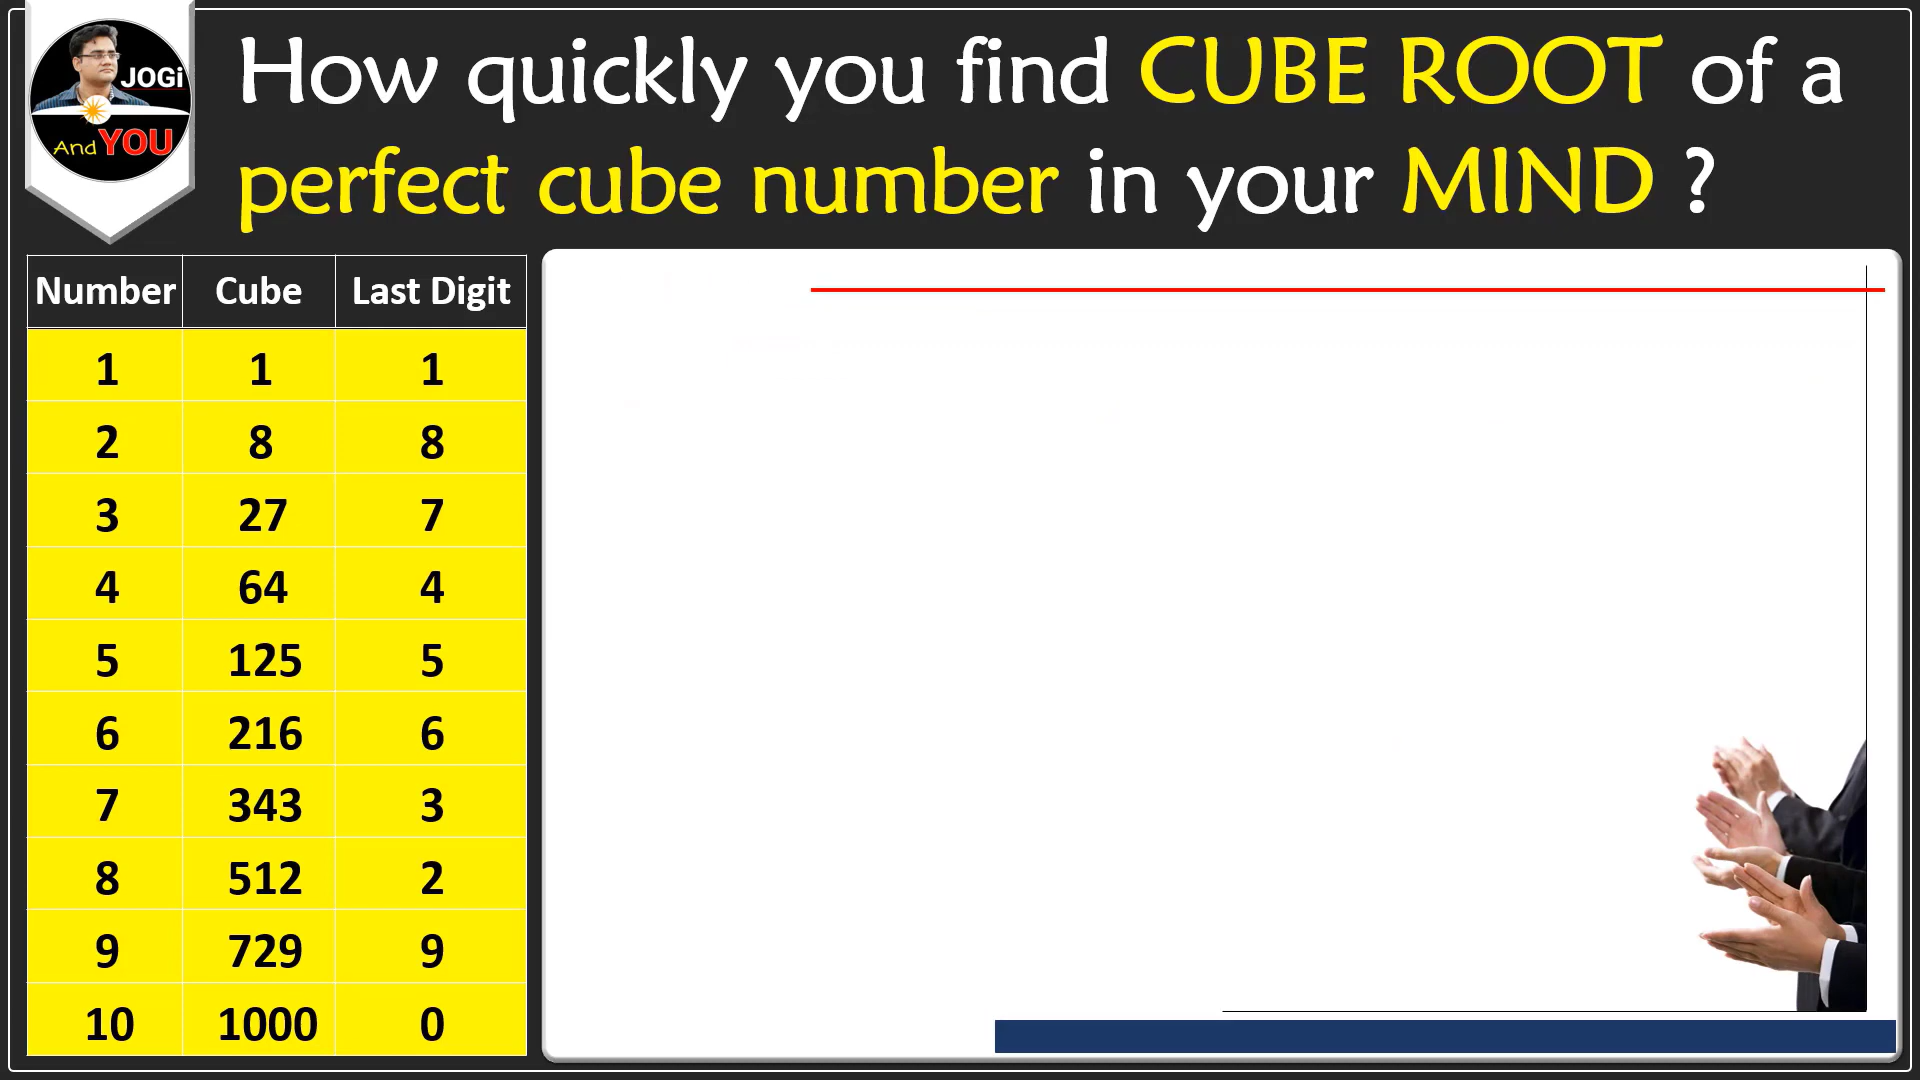 JOGi
And YOU
How quickly you find CUBE ROOT of a
perfect cube number in your MIND ?
Number Cube Last Digit
1 1 1
2 8 8
3 27 7
4 64 4
5 125 5
6 216 6
7 343 3
8 512 2
9 729 9
10 1000 0